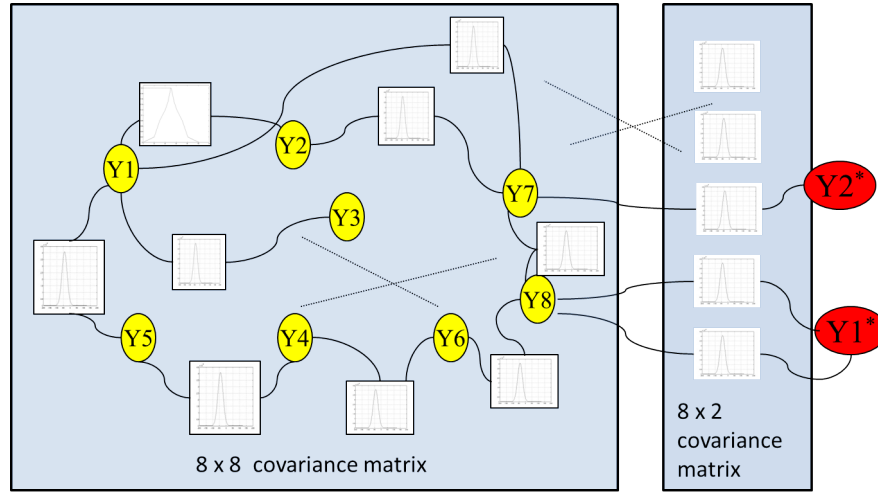 Y1
Y2
Y3
Y7
Y2*
Y8
Y5
Y4
Y6
Y1*
8 x 8 covariance matrix
8 x 2
covariance
matrix